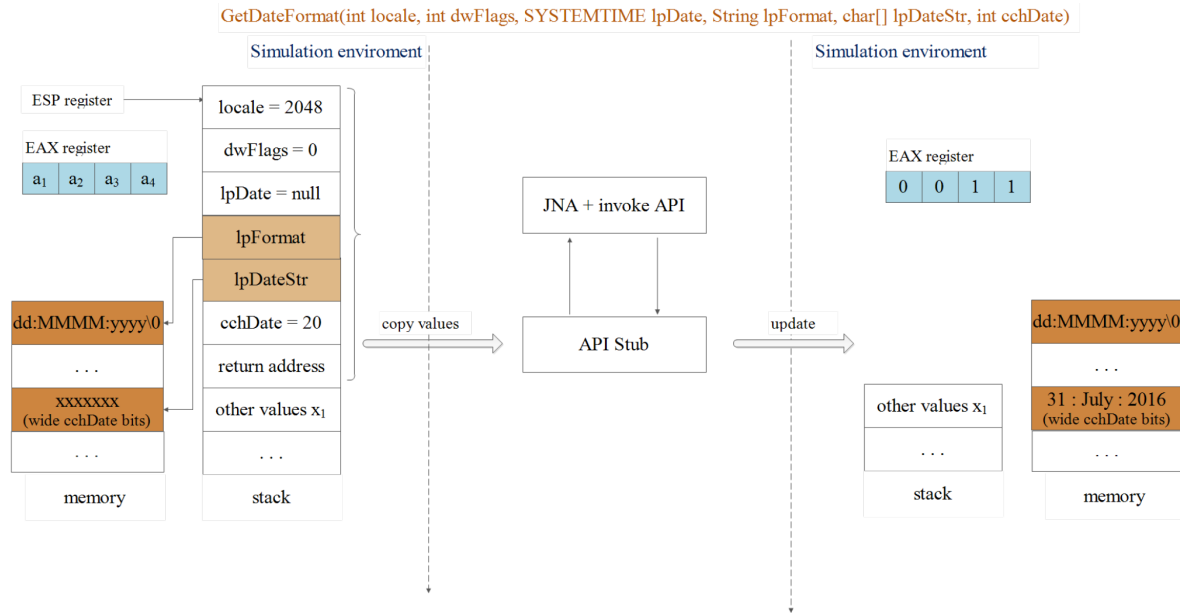 GetDateFormat(int locale, int dwFlags, SYSTEMTIME lpDate, String lpFormat, char[] lpDateStr, int cchDate)
Simulation enviroment
Simulation enviroment
ESP register
EAX register
a₁ a₂ a₃ a₄
locale = 2048
dwFlags = 0
lpDate = null
lpFormat
lpDateStr
cchDate = 20
return address
other values x₁
. . .
stack
dd:MMMM:yyyy\0
. . .
xxxxxxx
(wide cchDate bits)
. . .
memory
copy values
JNA + invoke API
API Stub
update
EAX register
0 0 1 1
other values x₁
. . .
stack
dd:MMMM:yyyy\0
. . .
31 : July : 2016
(wide cchDate bits)
. . .
memory